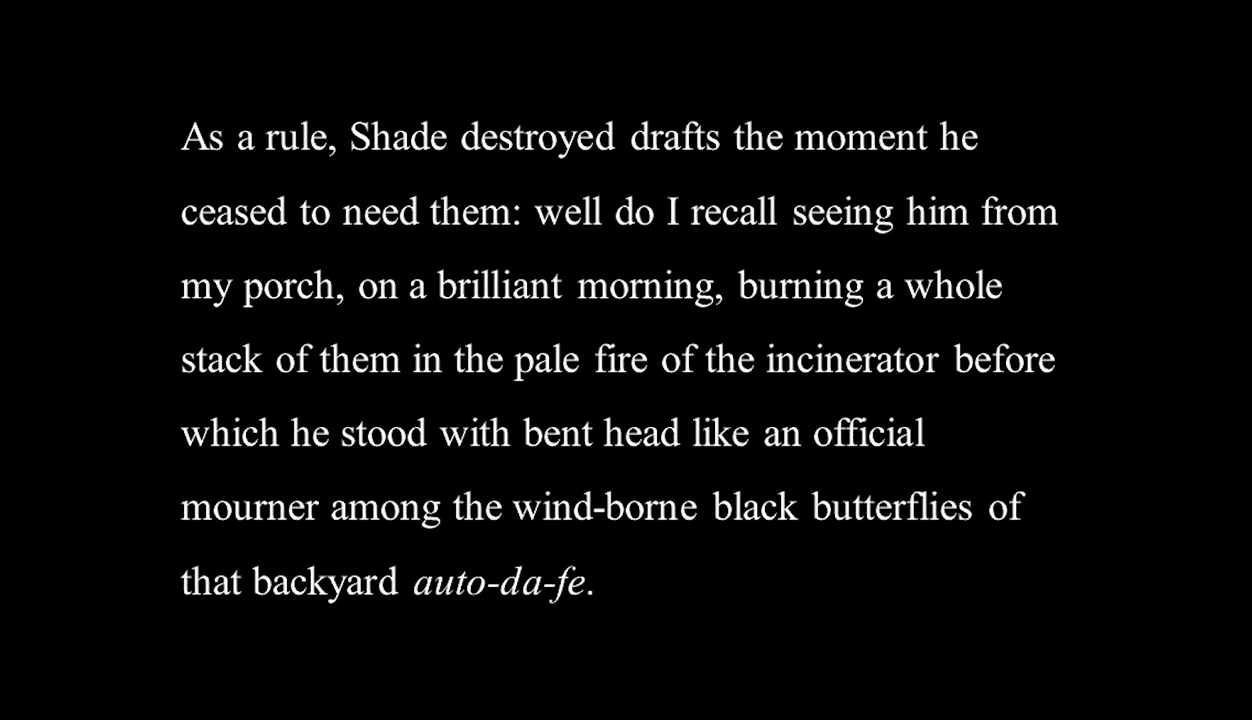 As a rule, Shade destroyed drafts the moment he
ceased to need them: well do I recall seeing him from
my porch, on a brilliant morning, burning a whole
stack of them in the pale fire of the incinerator before
which he stood with bent head like an official
mourner among the wind-borne black butterflies of
that backyard auto-da-fe.